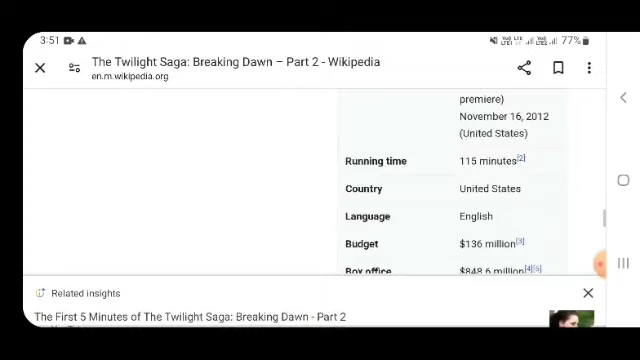 3:51 77%
The Twilight Saga: Breaking Dawn – Part 2 - Wikipedia
en.m.wikipedia.org
premiere)
November 16, 2012
(United States)
Running time 115 minutes[2]
Country United States
Language English
Budget $136 million[3]
Box office $848.6 million[4][5]
Related insights
The First 5 Minutes of The Twilight Saga: Breaking Dawn - Part 2